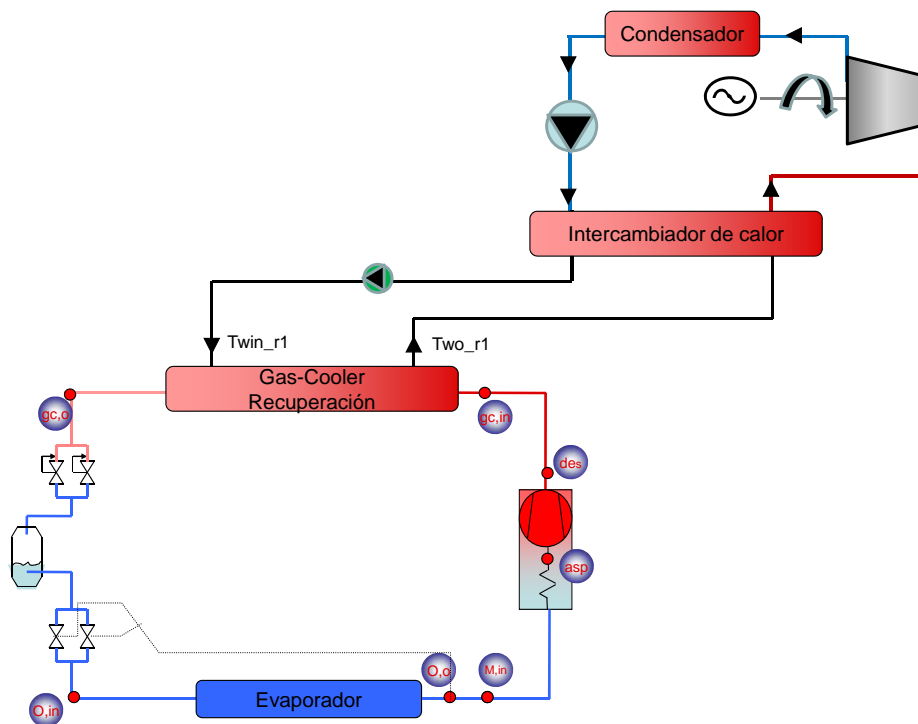 Condensador
Intercambiador de calor
Twin_r1
Two_r1
Gas-Cooler
Recuperación
gc,o
gc,in
des
asp
O,o
M,in
Evaporador
O,in